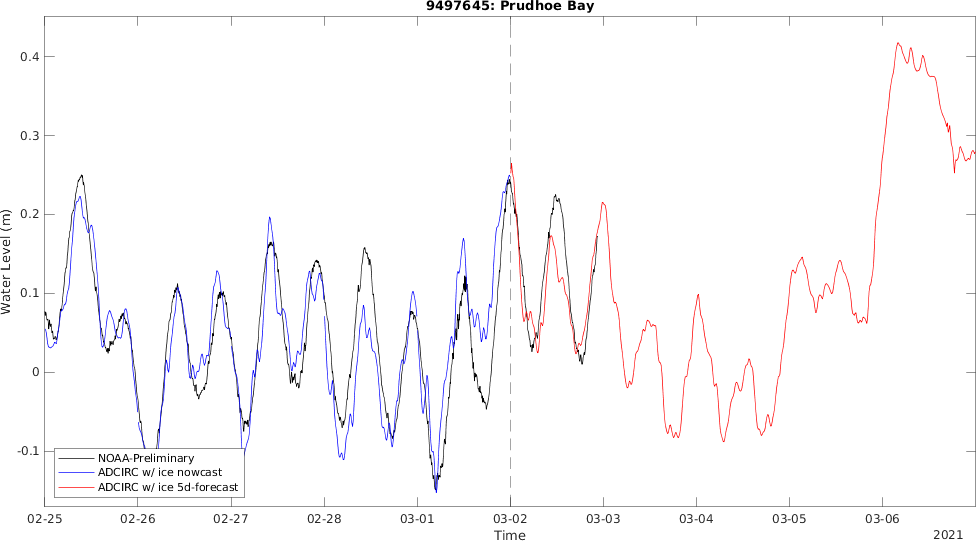 9497645: Prudhoe Bay
0.4
0.3
0.2
0.1
0
-0.1
Water Level (m)
NOAA-Preliminary
ADCIRC w/ ice nowcast
ADCIRC w/ ice 5d-forecast
02-25 02-26 02-27 02-28 03-01 03-02 03-03 03-04 03-05 03-06
Time
2021